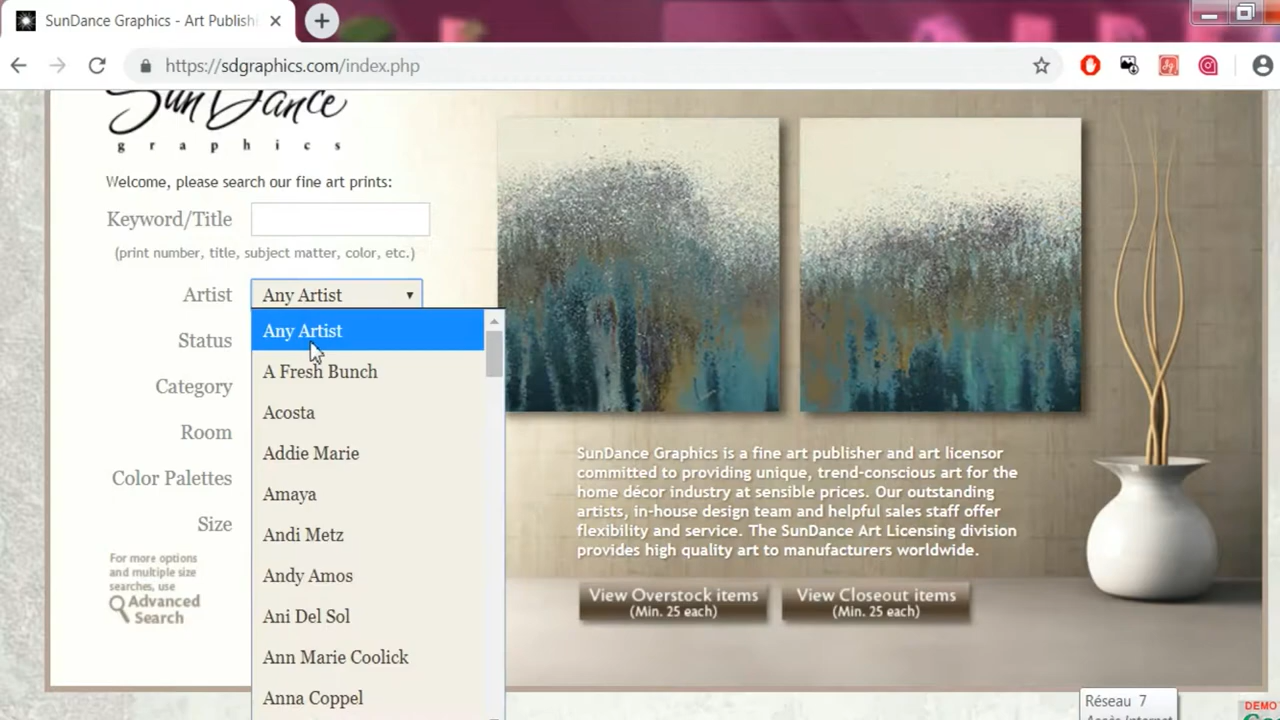 SunDance Graphics - Art Publish
https://sdgraphics.com/index.php
SunDance
graphics
Welcome, please search our fine art prints:
Keyword/Title
(print number, title, subject matter, color, etc.)
Artist
Any Artist
Status
Category
Room
Color Palettes
Size
Any Artist
A Fresh Bunch
Acosta
Addie Marie
Amaya
Andi Metz
Andy Amos
Ani Del Sol
Ann Marie Coolick
Anna Coppel
For more options
and multiple size
searches, use
Advanced
Search
SunDance Graphics is a fine art publisher and art licensor
committed to providing unique, trend-conscious art for the
home décor industry at sensible prices. Our outstanding
artists, in-house design team and helpful sales staff offer
flexibility and service. The SunDance Art Licensing division
provides high quality art to manufacturers worldwide.
View Overstock items
(Min. 25 each)
View Closeout items
(Min. 25 each)
Réseau 7
Accès Internet
DEMO